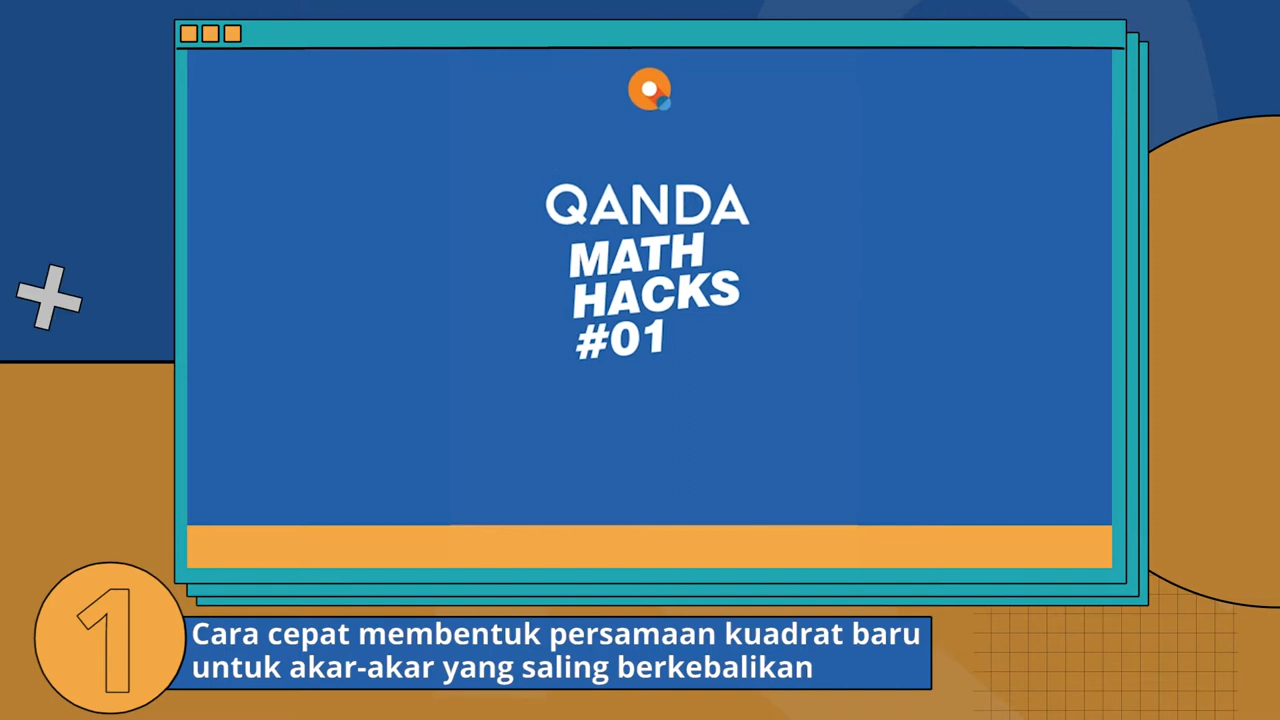 QANDA
MATH
HACKS
#01
1
Cara cepat membentuk persamaan kuadrat baru
untuk akar-akar yang saling berkebalikan